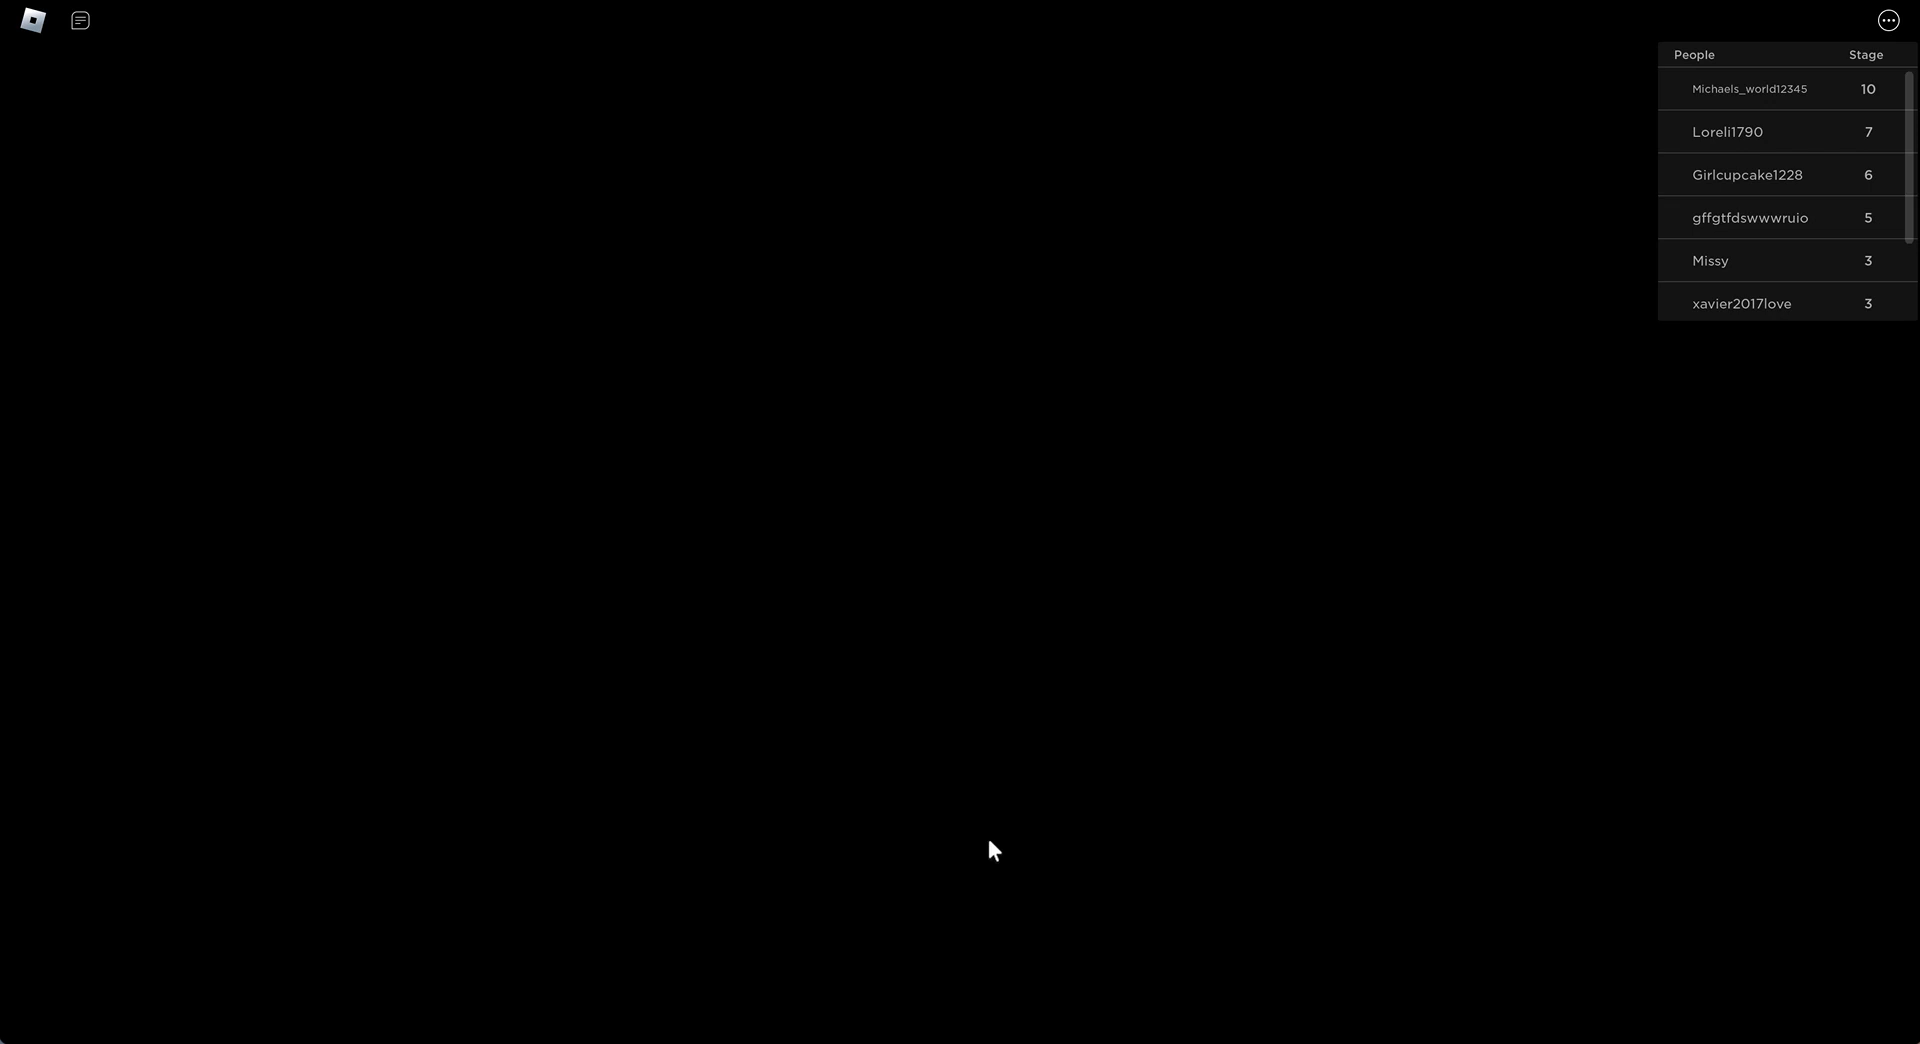 People Stage
Michaels_world12345 10
Loreli1790 7
Girlcupcake1228 6
gffgtfdswwwruio 5
Missy 3
xavier2017love 3